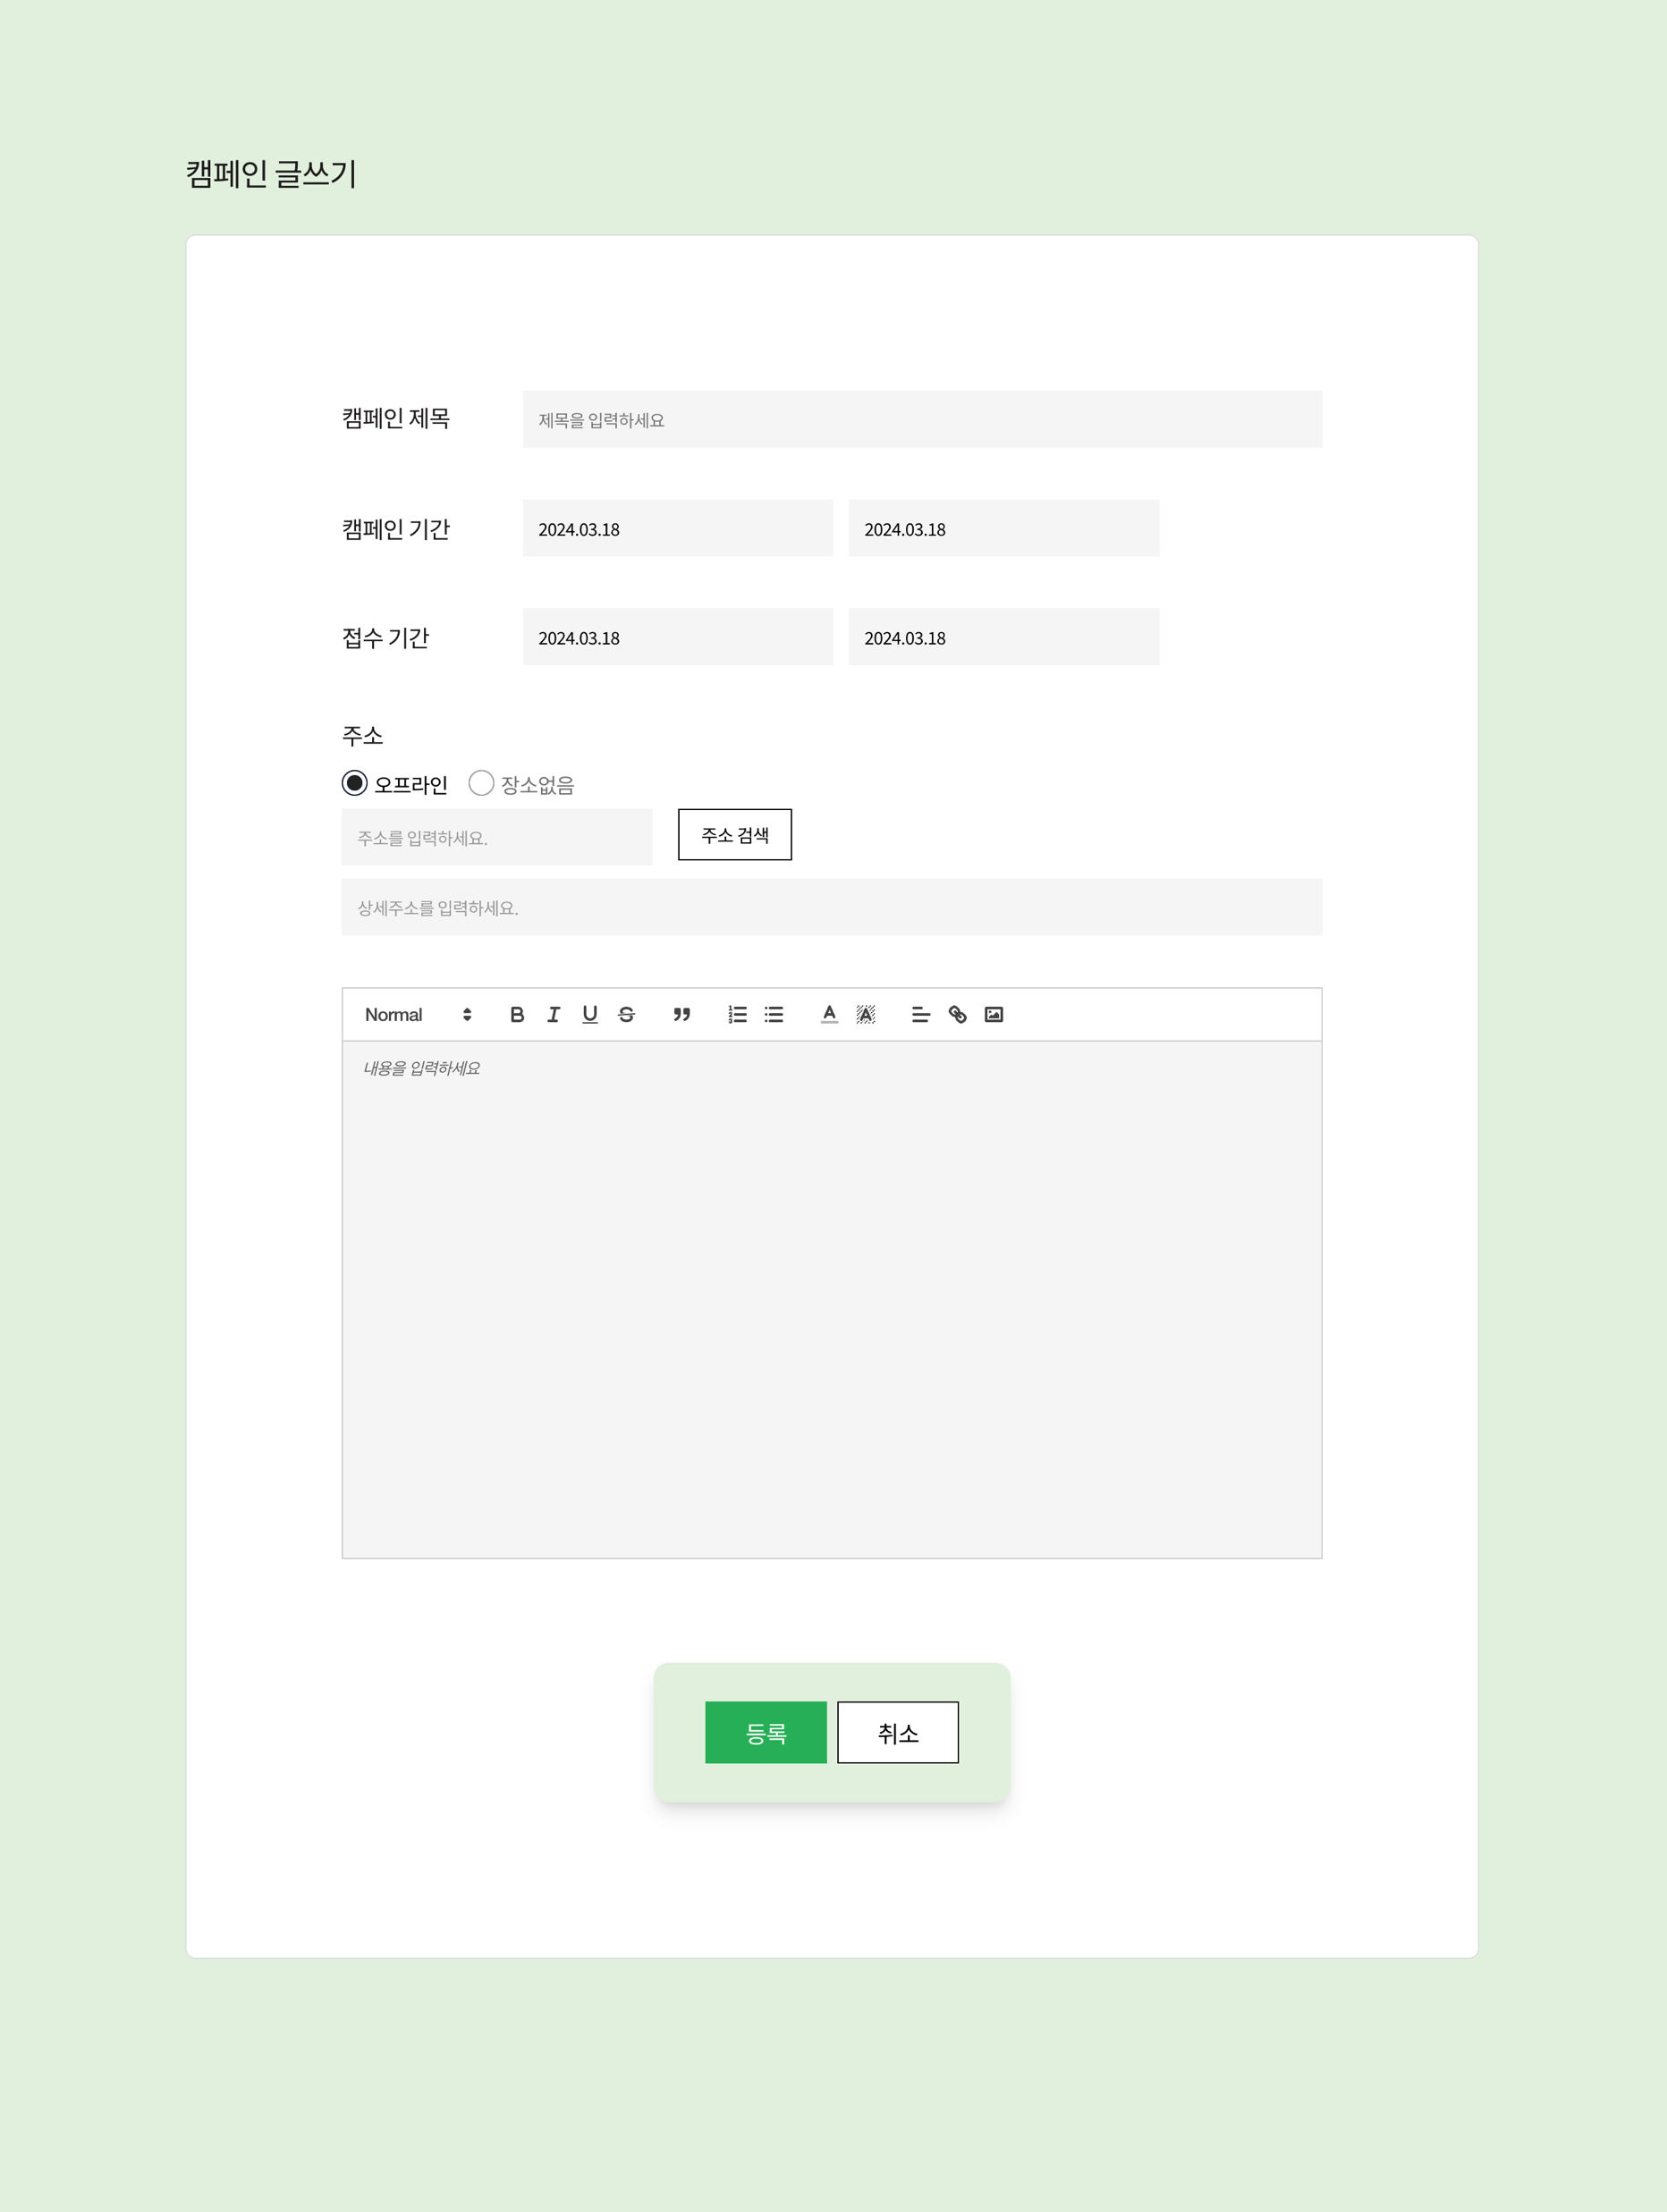 캠페인 글쓰기
캠페인 제목
제목을 입력하세요
캠페인 기간
2024.03.18
2024.03.18
접수 기간
2024.03.18
2024.03.18
주소
오프라인
장소없음
주소를 입력하세요.
주소 검색
상세주소를 입력하세요.
Normal
내용을 입력하세요
등록
취소